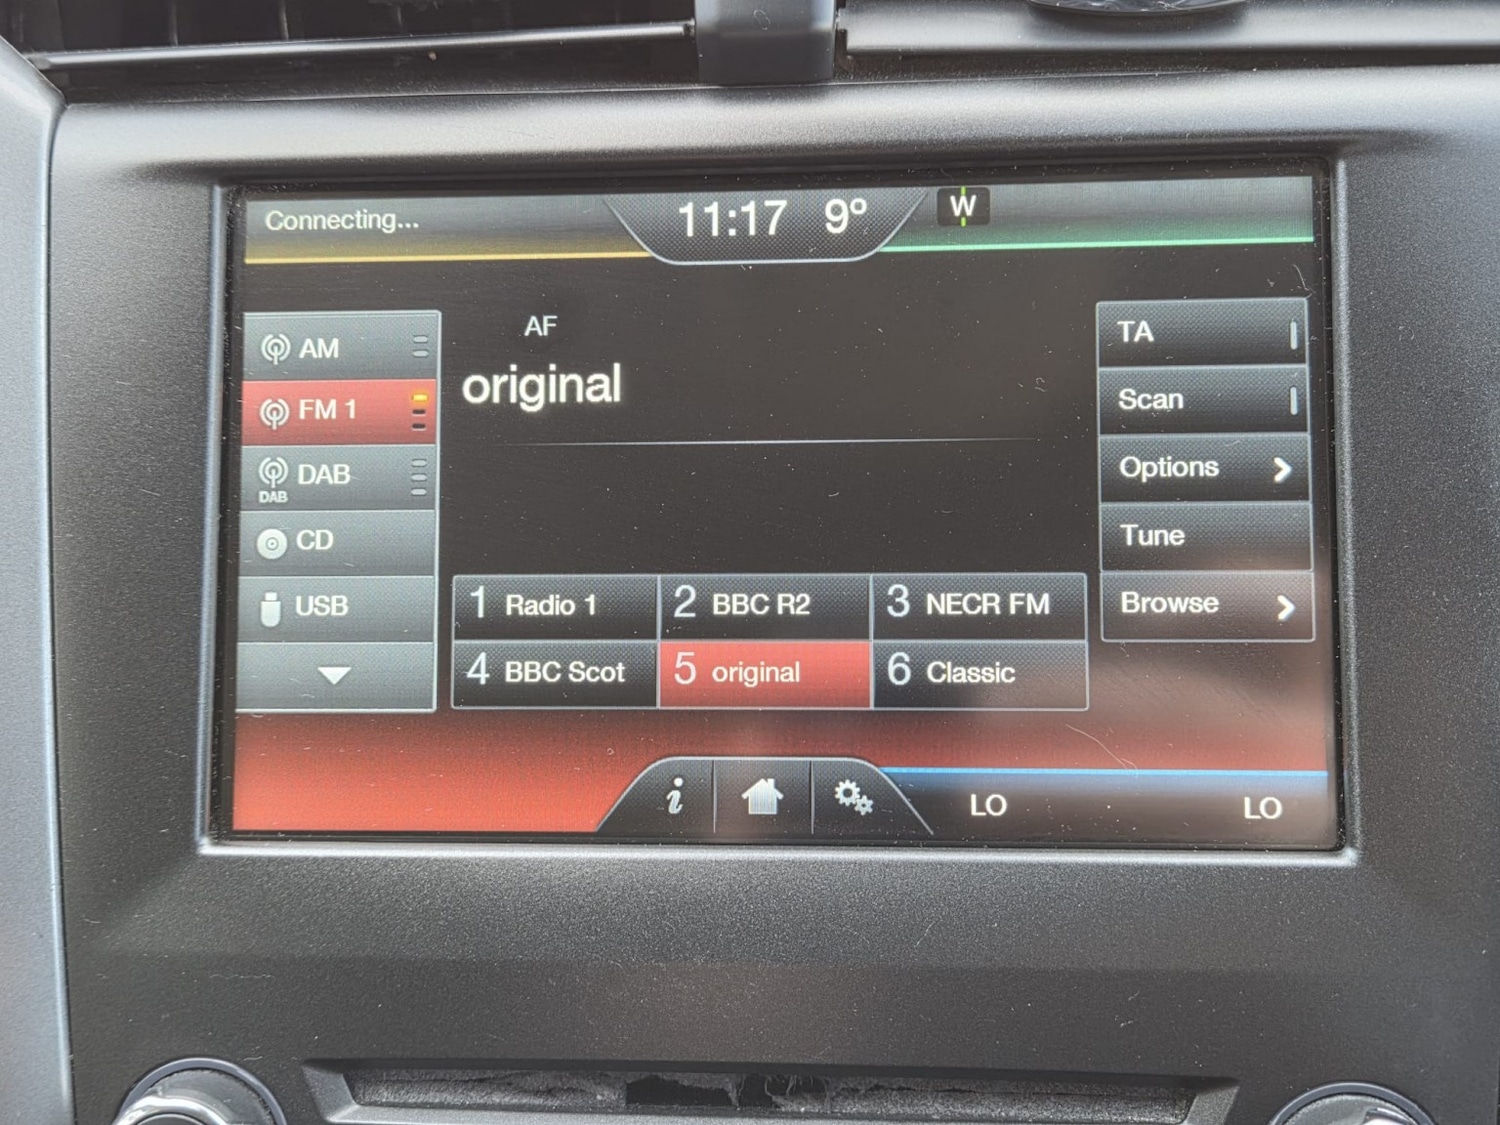 Connecting...
11:17 9º
W
AM
FM 1
DAB
DAB
CD
USB
AF
original
TA
Scan
Options
Tune
Browse
1 Radio 1
2 BBC R2
3 NECR FM
4 BBC Scot
5 original
6 Classic
i
LO
LO